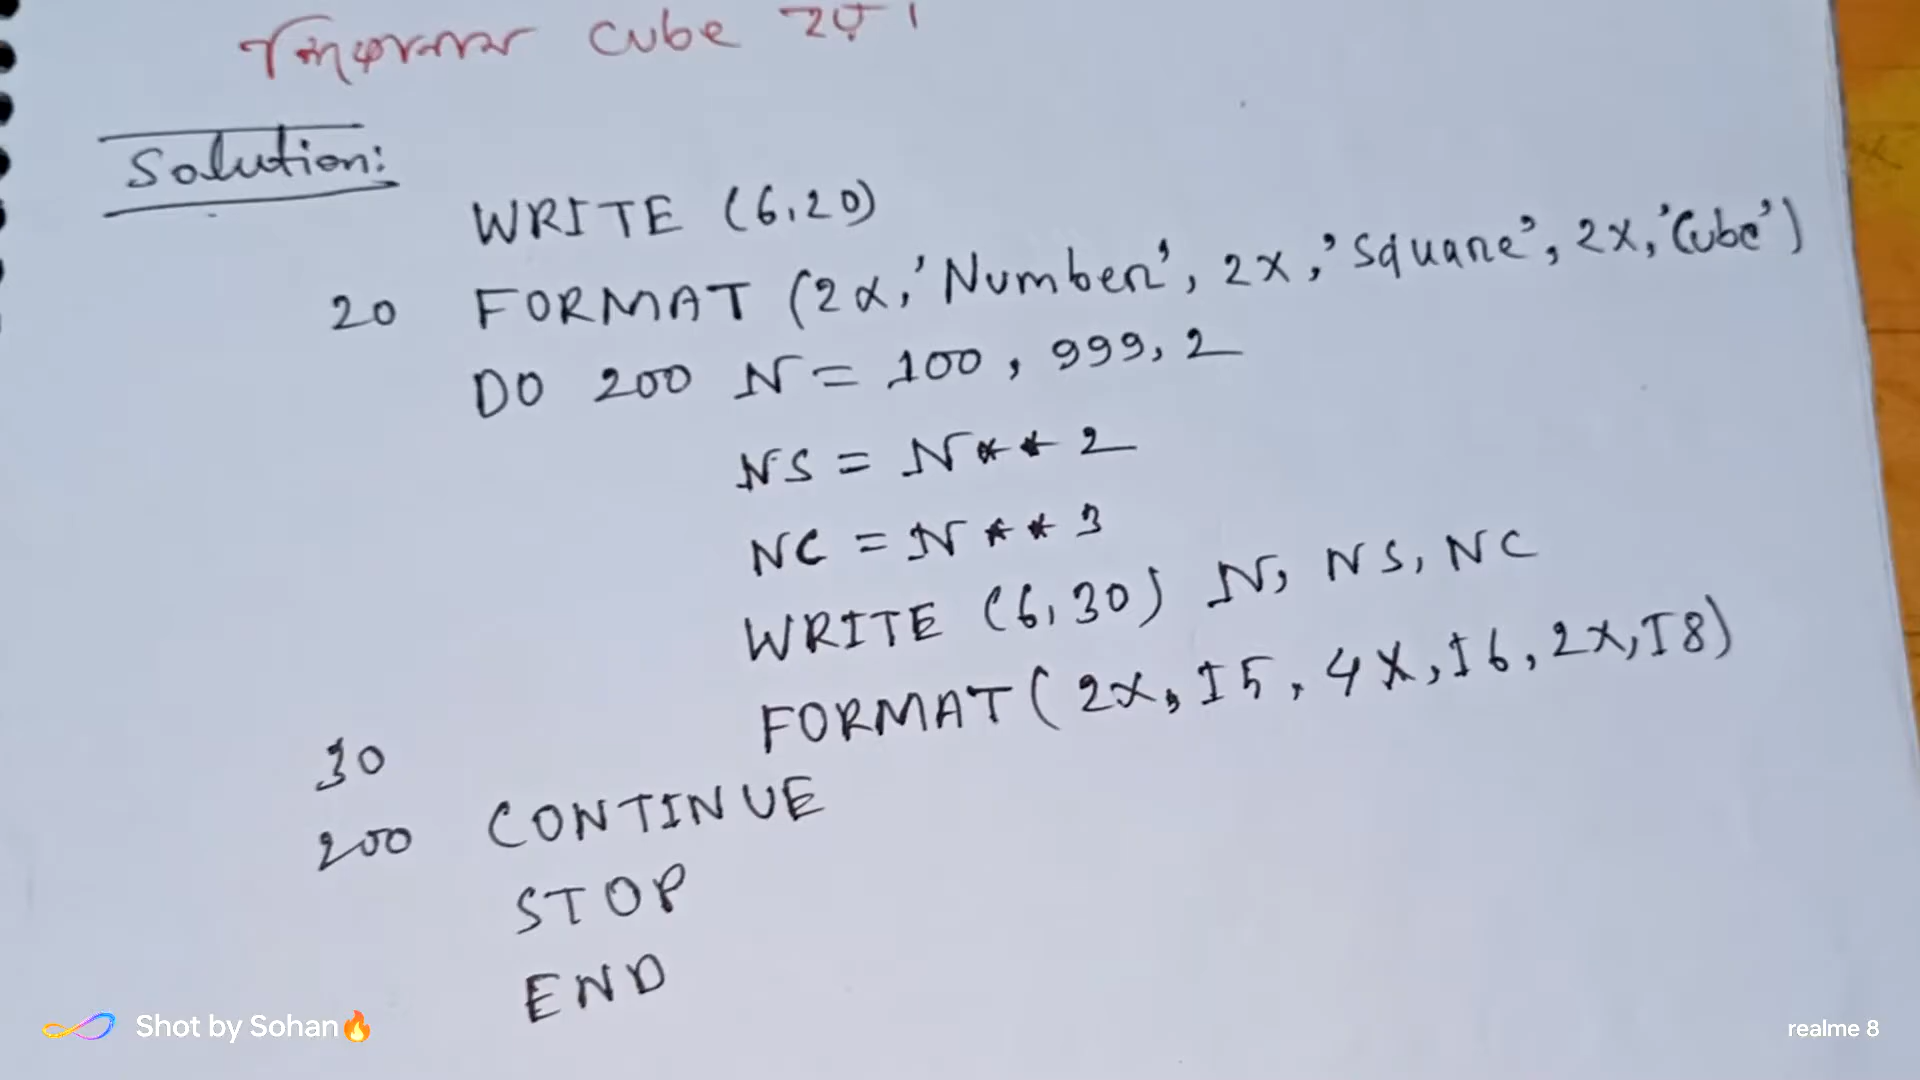 Cube হয়।
Solution:
WRITE (6,20)
20 FORMAT (2X,'Number', 2X,'Square', 2X,'Cube')
DO 200 N = 100, 999, 2
NS = N**2
NC = N**3
WRITE (6,30) N, NS, NC
FORMAT (2X, I5, 4X, I6, 2X, I8)
30
200 CONTINUE
STOP
END
Shot by Sohan🔥
realme 8